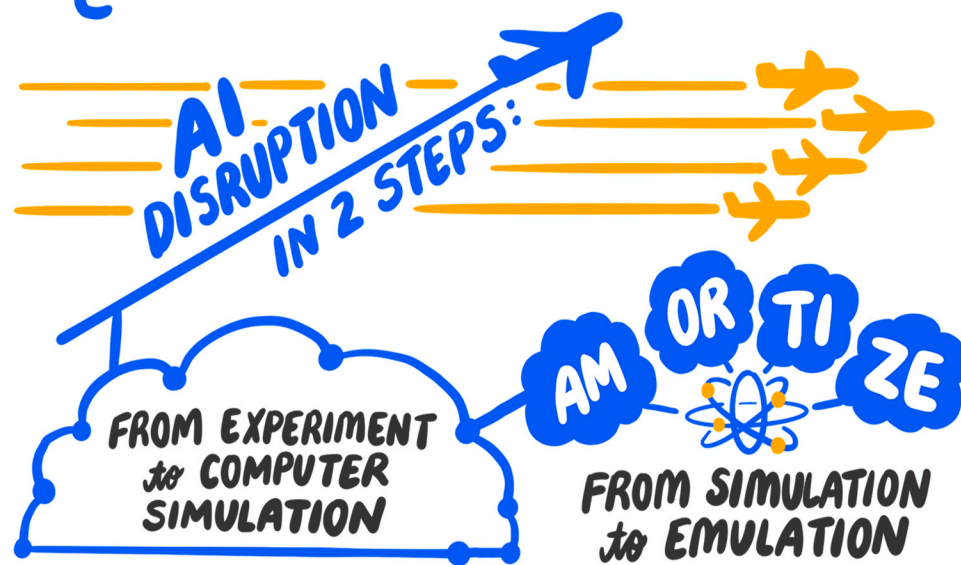 AI
DISRUPTION
IN 2 STEPS:
AM OR TI ZE
FROM EXPERIMENT
to COMPUTER
SIMULATION
FROM SIMULATION
to EMULATION